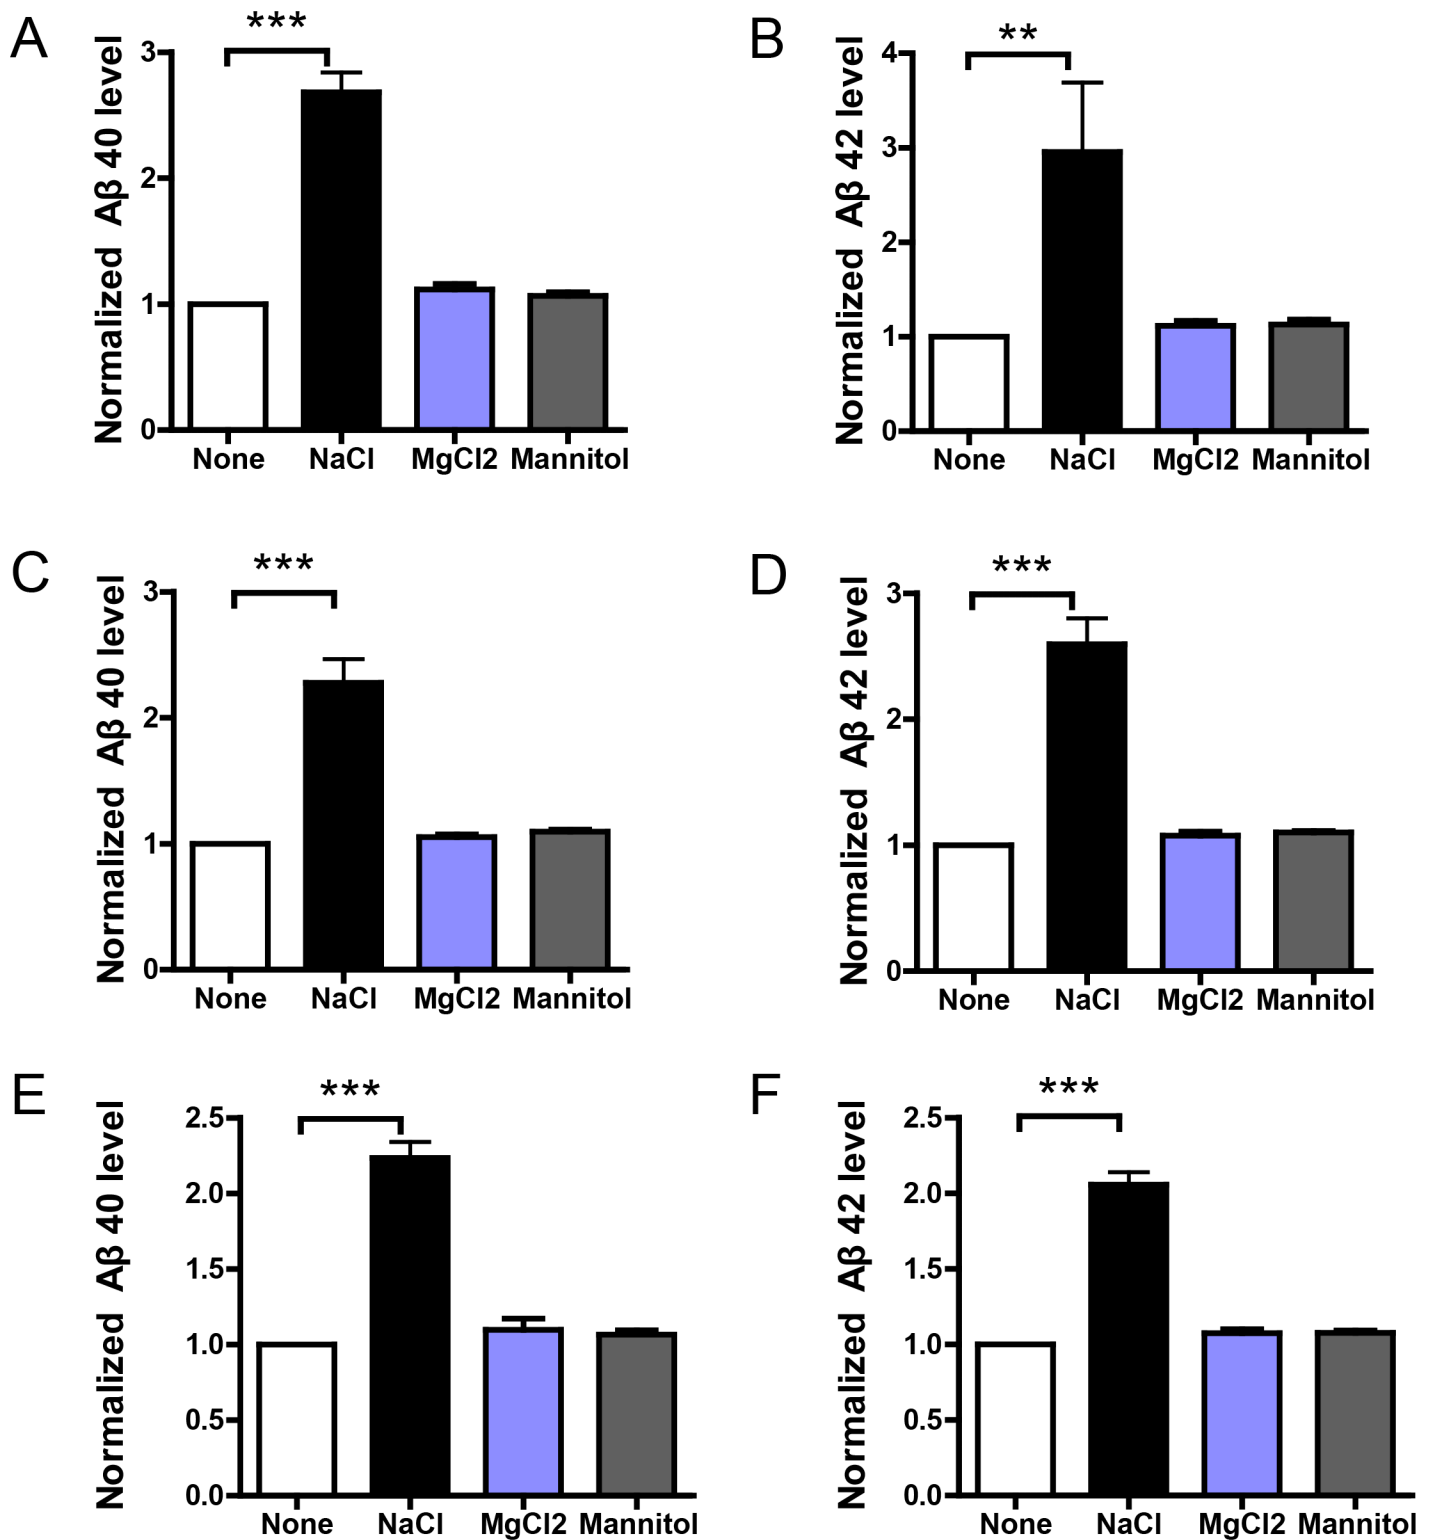 A
***
Normalized Aβ 40 level
3
2
1
0
None NaCl MgCl2 Mannitol
B
**
Normalized Aβ 42 level
4
3
2
1
0
None NaCl MgCl2 Mannitol
C
***
Normalized Aβ 40 level
3
2
1
0
None NaCl MgCl2 Mannitol
D
***
Normalized Aβ 42 level
3
2
1
0
None NaCl MgCl2 Mannitol
E
***
Normalized Aβ 40 level
2.5
2.0
1.5
1.0
0.5
0.0
None NaCl MgCl2 Mannitol
F
***
Normalized Aβ 42 level
2.5
2.0
1.5
1.0
0.5
0.0
None NaCl MgCl2 Mannitol